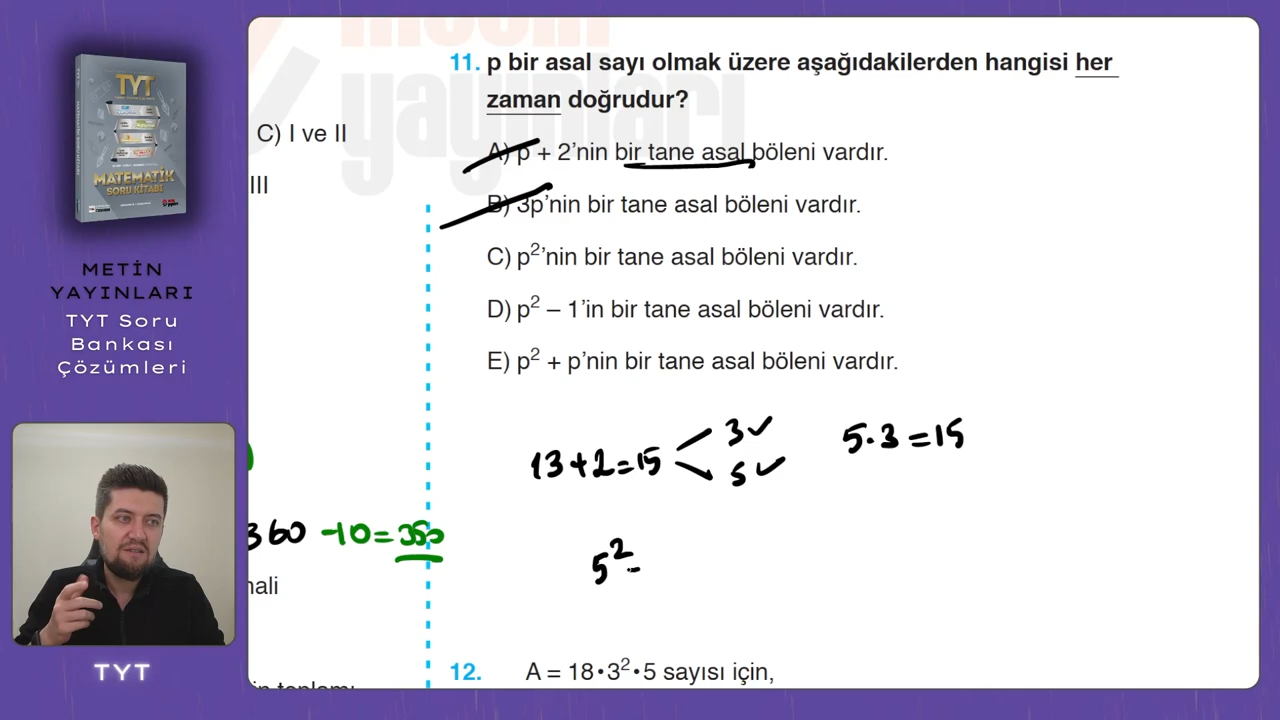 TYT
MATEMATİK
SORU KİTABI
METİN
YAYINLARI
TYT Soru
Bankası
Çözümleri
TYT
C) I ve II
III
360 -10 = 350
nali
yayınları
11. p bir asal sayı olmak üzere aşağıdakilerden hangisi her
zaman doğrudur?
A) p + 2’nin bir tane asal böleni vardır.
B) 3p’nin bir tane asal böleni vardır.
C) p²’nin bir tane asal böleni vardır.
D) p² – 1’in bir tane asal böleni vardır.
E) p² + p’nin bir tane asal böleni vardır.
13+2=15 3 ✓ 5 ✓
5·3=15
5²
12. A = 18•3²•5 sayısı için,